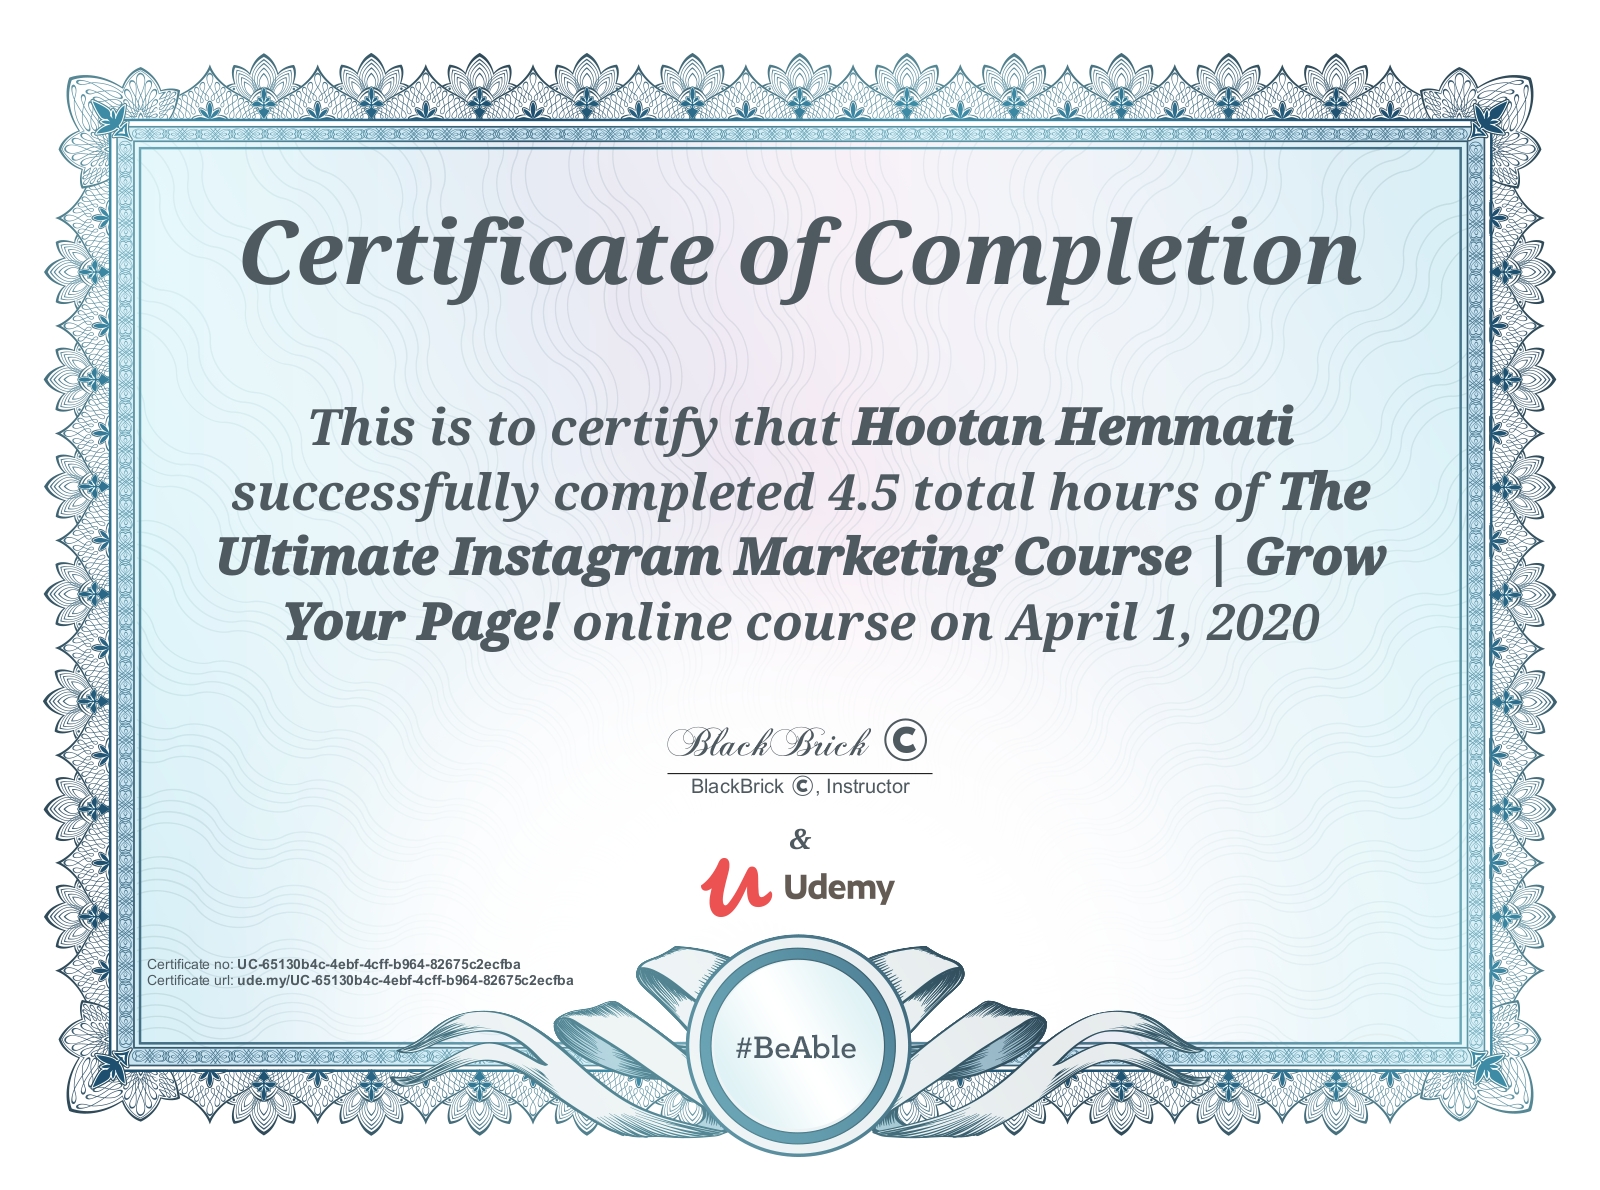 Certificate of Completion
This is to certify that Hootan Hemmati
successfully completed 4.5 total hours of The
Ultimate Instagram Marketing Course | Grow
Your Page! online course on April 1, 2020
BlackBrick ©
BlackBrick ©, Instructor
&
Udemy
Certificate no: UC-65130b4c-4ebf-4cff-b964-82675c2ecfba
Certificate url: ude.my/UC-65130b4c-4ebf-4cff-b964-82675c2ecfba
#BeAble